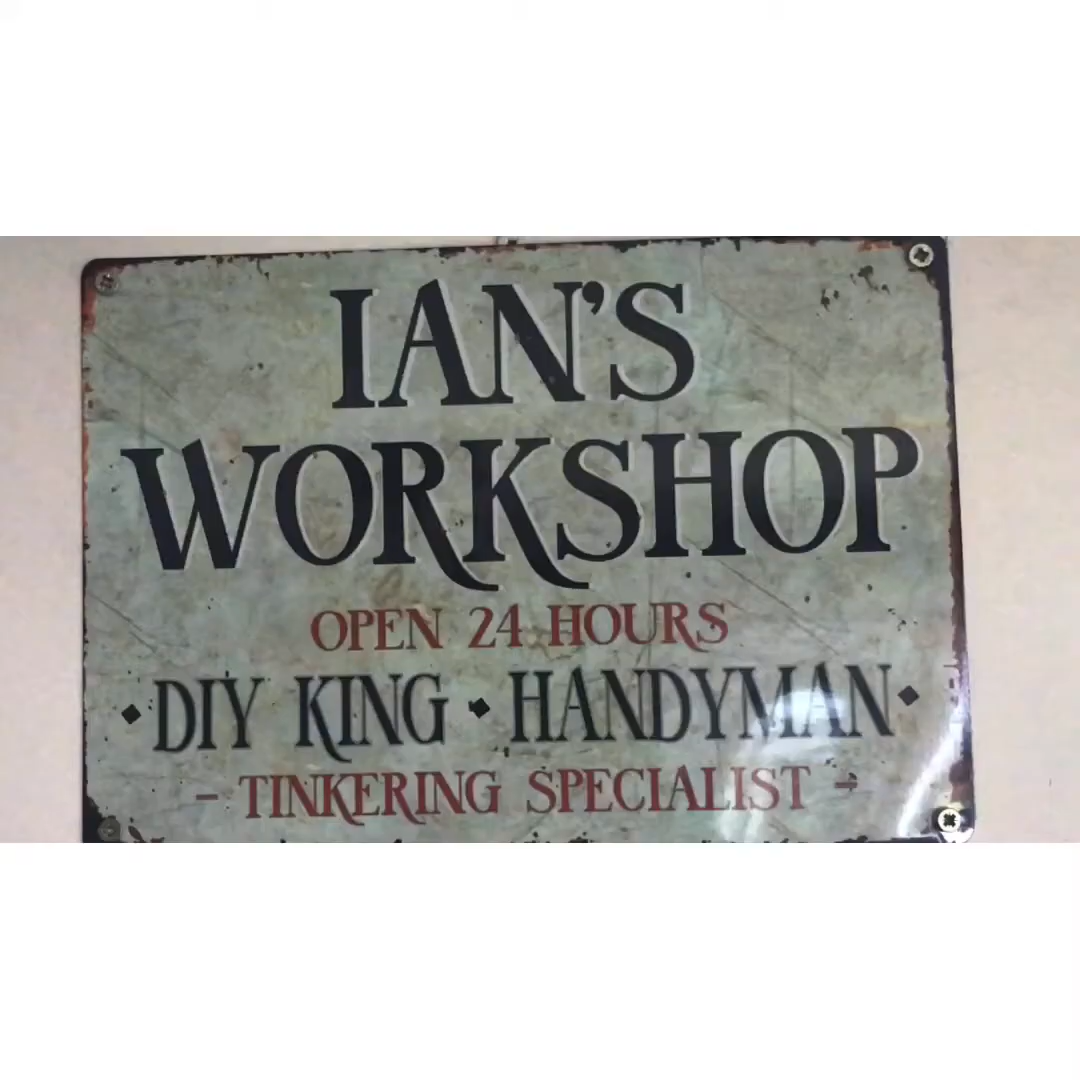 IAN'S
WORKSHOP
OPEN 24 HOURS
◆ DIY KING ◆ HANDYMAN ◆
- TINKERING SPECIALIST -